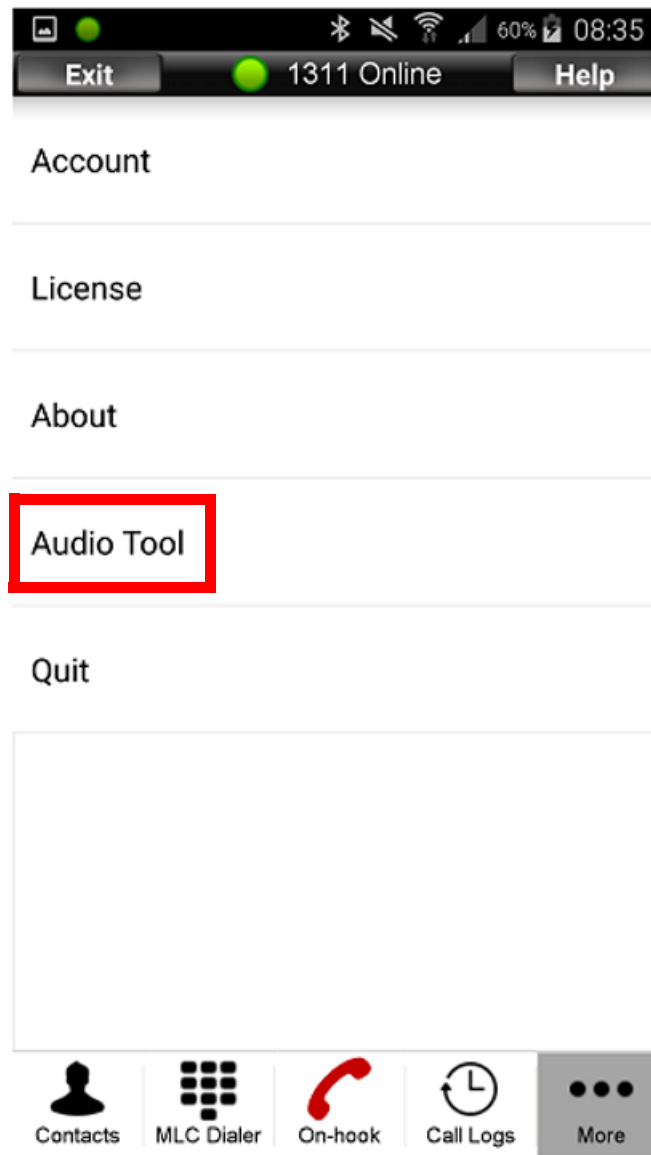 60% 08:35
Exit 1311 Online Help
Account
License
About
Audio Tool
Quit
Contacts MLC Dialer On-hook Call Logs More